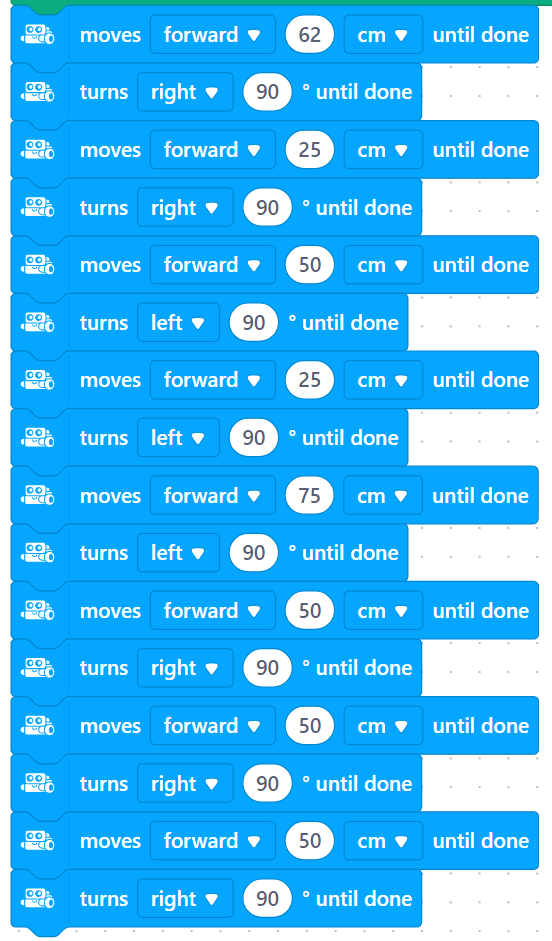 moves forward 62 cm until done
turns right 90 ° until done
moves forward 25 cm until done
turns right 90 ° until done
moves forward 50 cm until done
turns left 90 ° until done
moves forward 25 cm until done
turns left 90 ° until done
moves forward 75 cm until done
turns left 90 ° until done
moves forward 50 cm until done
turns right 90 ° until done
moves forward 50 cm until done
turns right 90 ° until done
moves forward 50 cm until done
turns right 90 ° until done